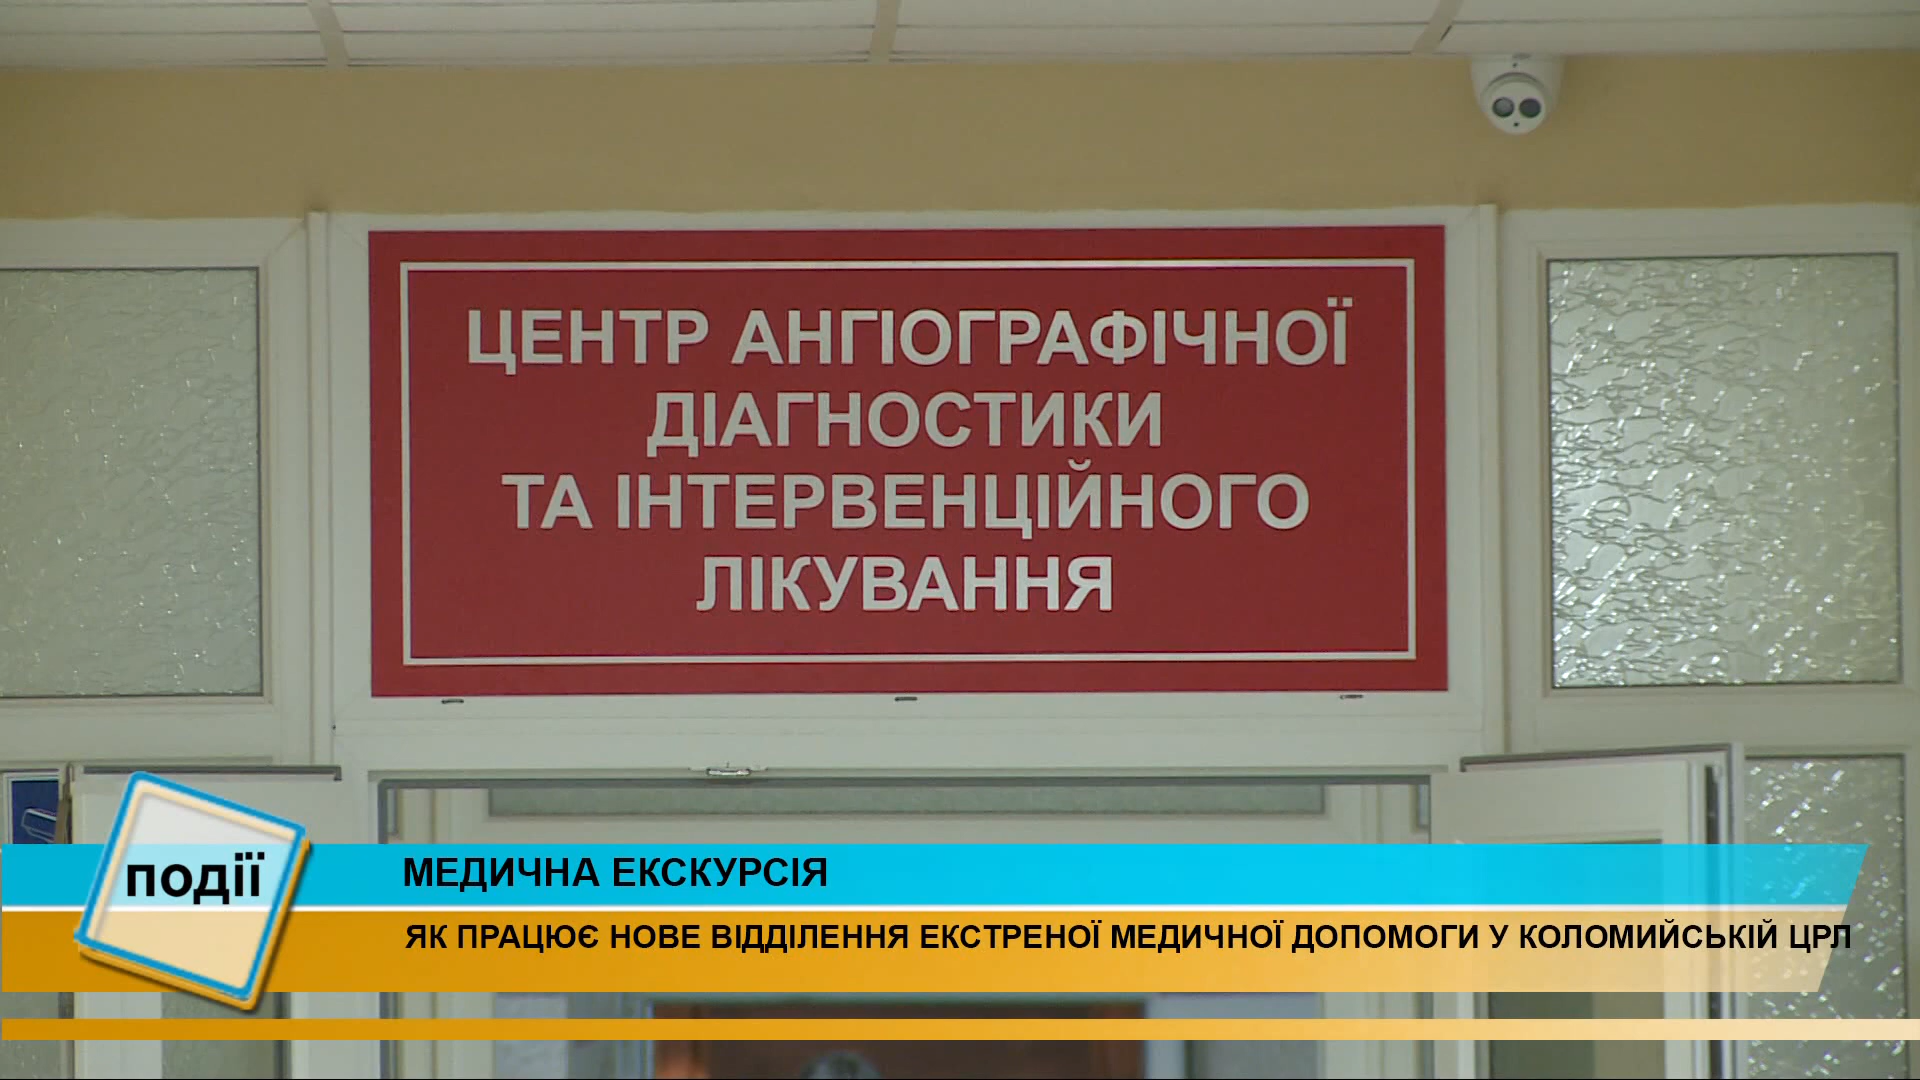 ЦЕНТР АНГІОГРАФІЧНОЇ
ДІАГНОСТИКИ
ТА ІНТЕРВЕНЦІЙНОГО
ЛІКУВАННЯ
події
МЕДИЧНА ЕКСКУРСІЯ
ЯК ПРАЦЮЄ НОВЕ ВІДДІЛЕННЯ ЕКСТРЕНОЇ МЕДИЧНОЇ ДОПОМОГИ У КОЛОМИЙСЬКІЙ ЦРЛ